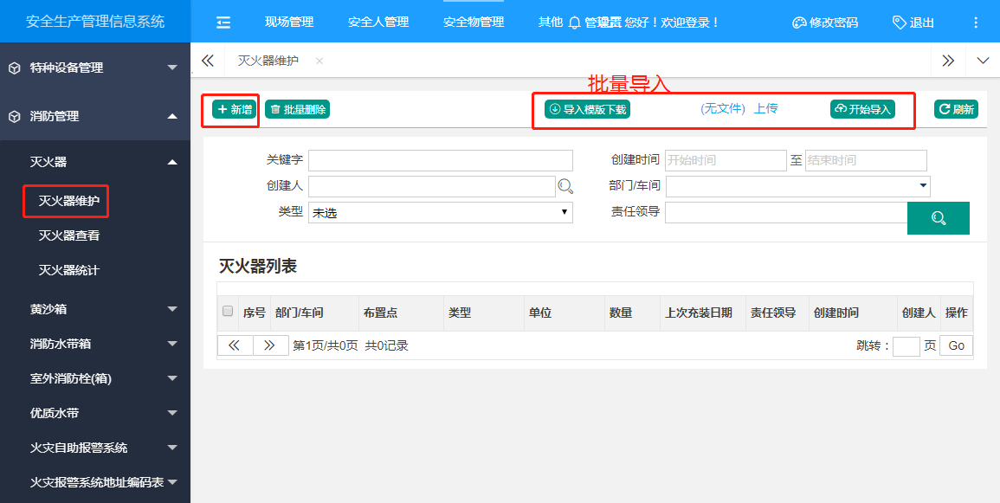 安全生产管理信息系统
现场管理 安全人管理 安全物管理 其他 管理员 您好！欢迎登录！ 修改密码 退出
特种设备管理
消防管理
灭火器
灭火器维护
灭火器查看
灭火器统计
黄沙箱
消防水带箱
室外消防栓(箱)
优质水带
火灾自助报警系统
火灾报警系统地址编码表
灭火器维护 ×
批量导入
新增 批量删除 导入模版下载 (无文件) 上传 开始导入 刷新
关键字 创建时间 开始时间 至 结束时间
创建人 部门/车间
类型 未选 责任领导
灭火器列表
序号 部门/车间 布置点 类型 单位 数量 上次充装日期 责任领导 创建时间 创建人 操作
第1页/共0页 共0记录 跳转： 页 Go